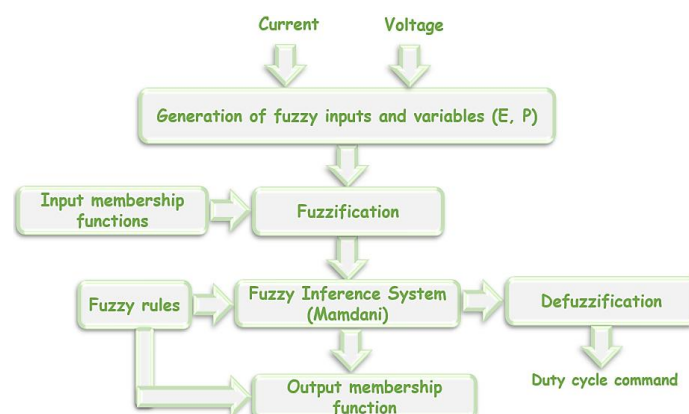 Current
Voltage
Generation of fuzzy inputs and variables (E, P)
Input membership
functions
Fuzzification
Fuzzy rules
Fuzzy Inference System
(Mamdani)
Defuzzification
Duty cycle command
Output membership
function